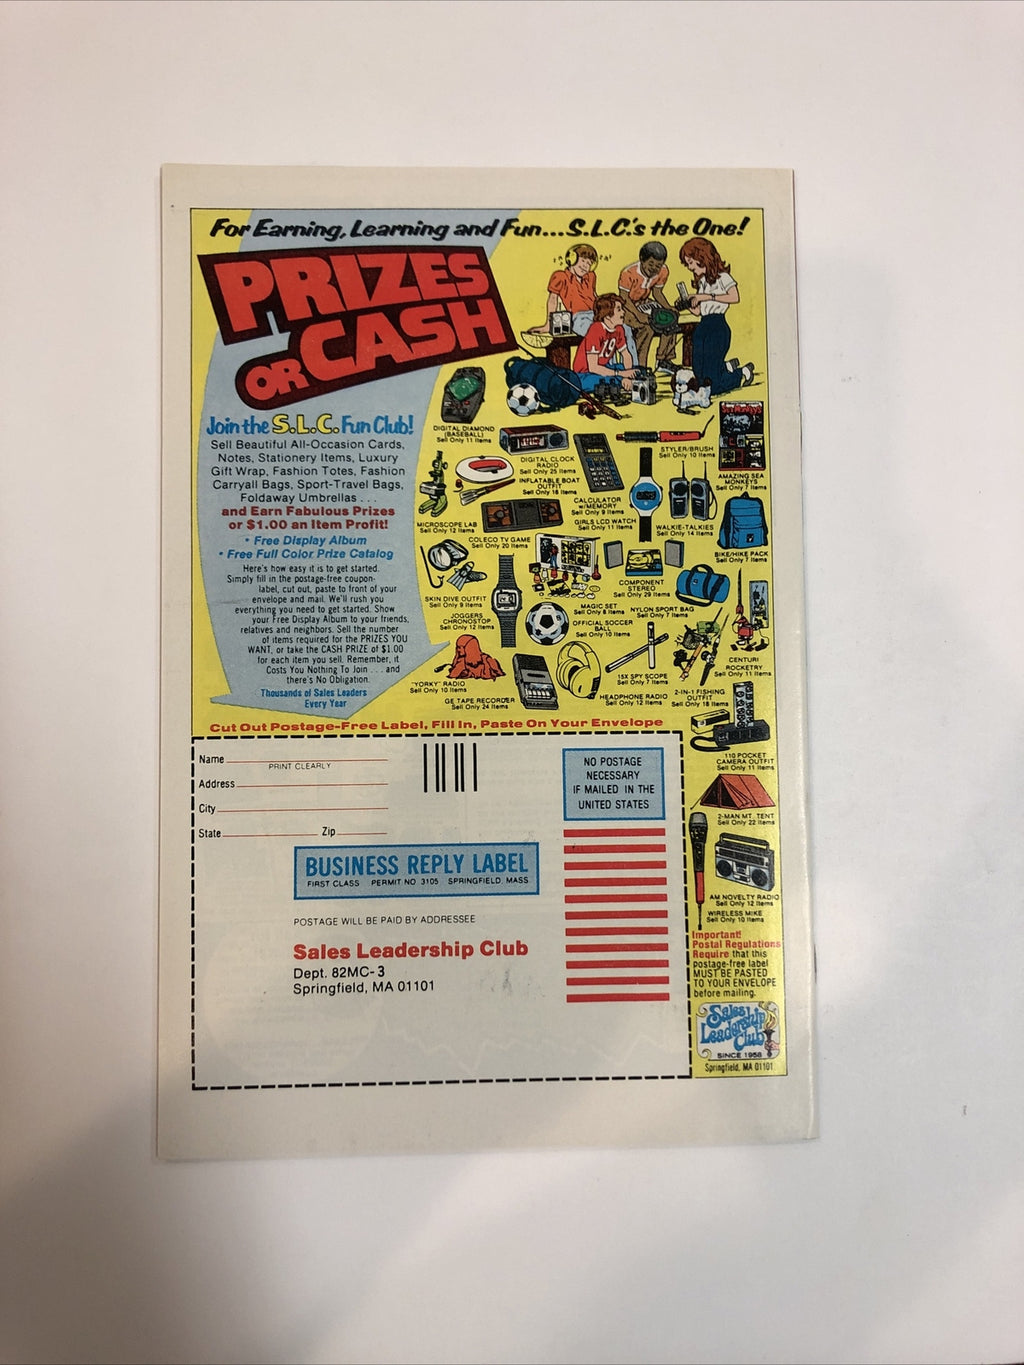 For Earning, Learning and Fun...S.L.C.'s the One!
PRIZES
OR CASH
Join the S.L.C. Fun Club!
Sell Beautiful All-Occasion Cards,
Notes, Stationery Items, Luxury
Gift Wrap, Fashion Totes, Fashion
Carryall Bags, Sport-Travel Bags,
Foldaway Umbrellas . . .
and Earn Fabulous Prizes
or $1.00 an Item Profit!
• Free Display Album
• Free Full Color Prize Catalog
Here's how easy it is to get started.
Simply fill in the postage-free coupon-
label, cut out, paste to front of your
envelope and mail. We'll rush you
everything you need to get started. Show
your Free Display Album to your friends,
relatives and neighbors. Sell the number
of items required for the PRIZES YOU
WANT, or take the CASH PRIZE of $1.00
for each item you sell. Remember, it
Costs You Nothing To Join . . . and
there's No Obligation.
Thousands of Sales Leaders
Every Year
19
DIGITAL DIAMOND
(BASEBALL)
Sell Only 11 Items
DIGITAL CLOCK
RADIO
Sell Only 25 Items
STYLER/BRUSH
Sell Only 10 Items
AMAZING SEA
MONKEYS
Sell Only 7 Items
INFLATABLE BOAT
OUTFIT
Sell Only 18 Items
CALCULATOR
w/MEMORY
Sell Only 9 Items
MICROSCOPE LAB
Sell Only 12 Items
GIRLS LCD WATCH
Sell Only 11 Items
WALKIE-TALKIES
Sell Only 14 Items
COLECO TV GAME
Sell Only 20 Items
BIKE/HIKE PACK
Sell Only 7 Items
COMPONENT
STEREO
Sell Only 29 Items
SKIN DIVE OUTFIT
Sell Only 9 Items
MAGIC SET
Sell Only 8 Items
NYLON SPORT BAG
Sell Only 7 Items
JOGGERS
CHRONOSTOP
Sell Only 12 Items
OFFICIAL SOCCER
BALL
Sell Only 10 Items
CENTURI
ROCKETRY
Sell Only 11 Items
"YORKY" RADIO
Sell Only 10 Items
15X SPY SCOPE
Sell Only 7 Items
GE TAPE RECORDER
Sell Only 24 Items
HEADPHONE RADIO
Sell Only 12 Items
2-IN-1 FISHING
OUTFIT
Sell Only 18 Items
110 POCKET
CAMERA OUTFIT
Sell Only 11 Items
2-MAN MT. TENT
Sell Only 22 Items
AM NOVELTY RADIO
Sell Only 12 Items
WIRELESS MIKE
Sell Only 10 Items
Important!
Postal Regulations
Require that this
postage-free label
MUST BE PASTED
TO YOUR ENVELOPE
before mailing.
Sales
Leadership
Club
SINCE 1958
Springfield, MA 01101
Cut Out Postage-Free Label, Fill In, Paste On Your Envelope
Name
PRINT CLEARLY
Address
City
State Zip
NO POSTAGE
NECESSARY
IF MAILED IN THE
UNITED STATES
BUSINESS REPLY LABEL
FIRST CLASS PERMIT NO 3105 SPRINGFIELD, MASS
POSTAGE WILL BE PAID BY ADDRESSEE
Sales Leadership Club
Dept. 82MC-3
Springfield, MA 01101